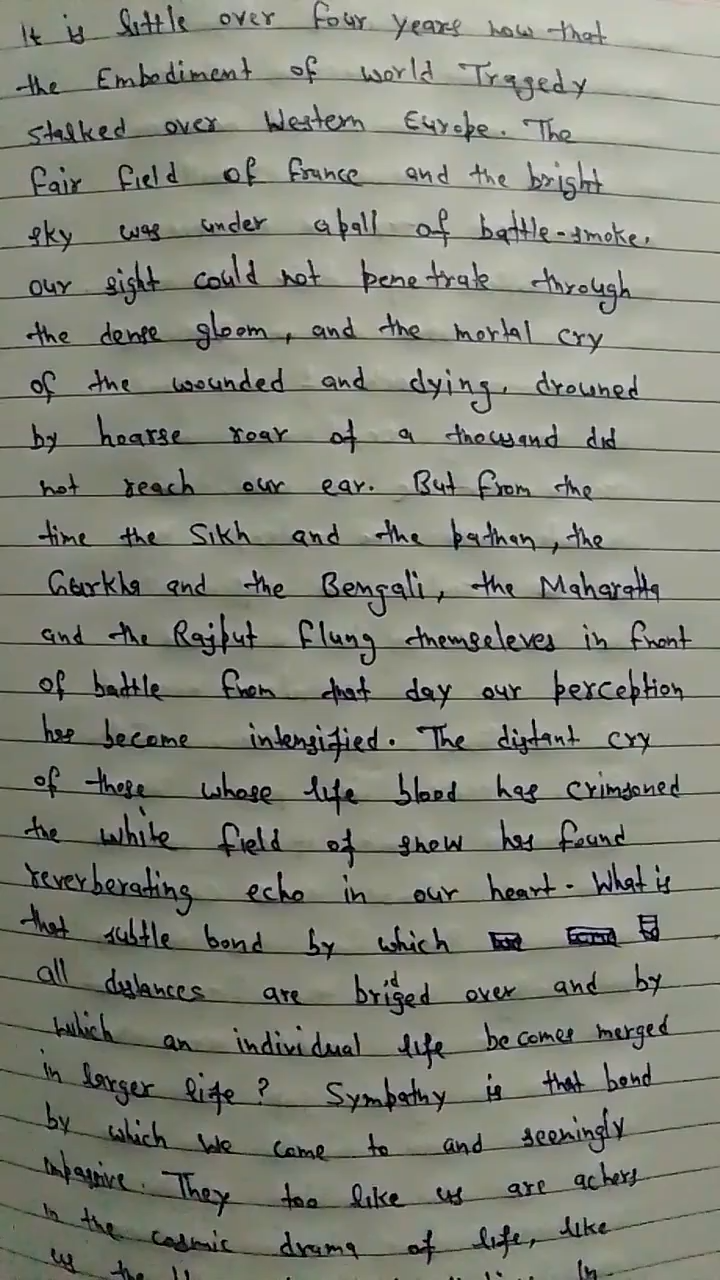 It is little over four years now that
the Embodiment of world Tragedy
stalked over Western Europe. The
fair field of France and the bright
sky was under a pall of battle-smoke.
our sight could not penetrate through
the dense gloom, and the mortal cry
of the wounded and dying, drowned
by hoarse roar of a thousand did
not reach our ear. But from the
time the Sikh and the pathan, the
Gurkha and the Bengali, the Maharatta
and the Rajput flung themseleves in front
of battle from that day our perception
has become intensified. The distant cry
of those whose life blood has crimsoned
the white field of snow has found
reverberating echo in our heart. What is
that subtle bond by which
all distances are bridged over and by
which an individual life becomes merged
in larger life? Sympathy is that bond
by which we come to and seemingly
impassive. They too like us are acters
in the cosmic drama of life, like
us the